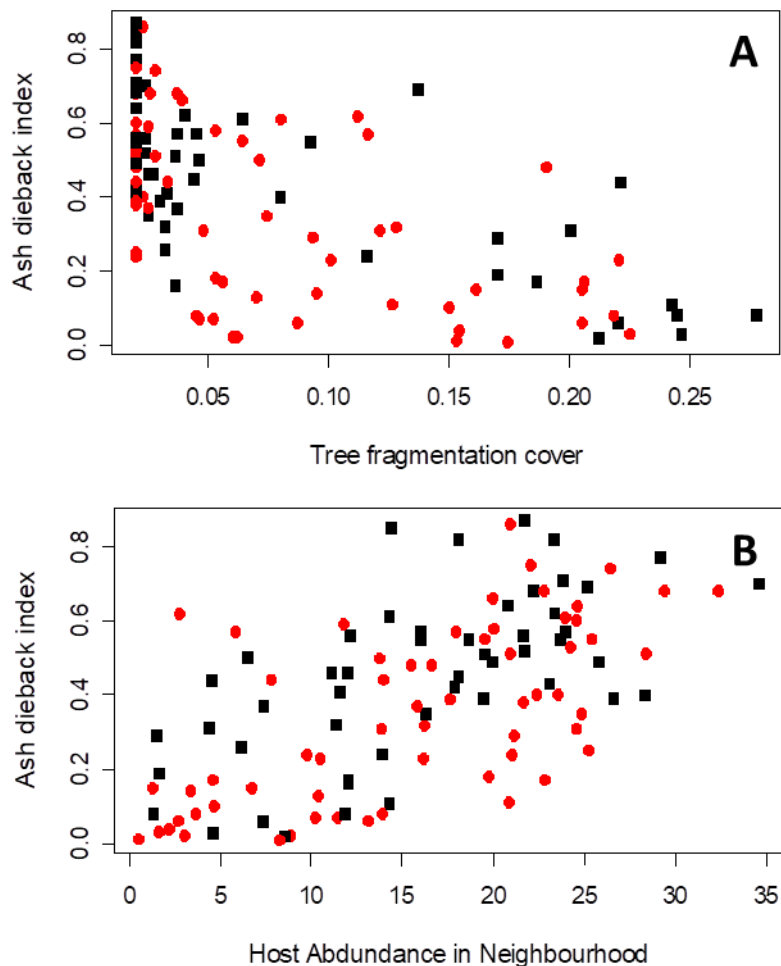 A
Ash dieback index
0.8
0.6
0.4
0.2
0.0
0.05 0.10 0.15 0.20 0.25
Tree fragmentation cover
B
Ash dieback index
0.8
0.6
0.4
0.2
0.0
0 5 10 15 20 25 30 35
Host Abdundance in Neighbourhood